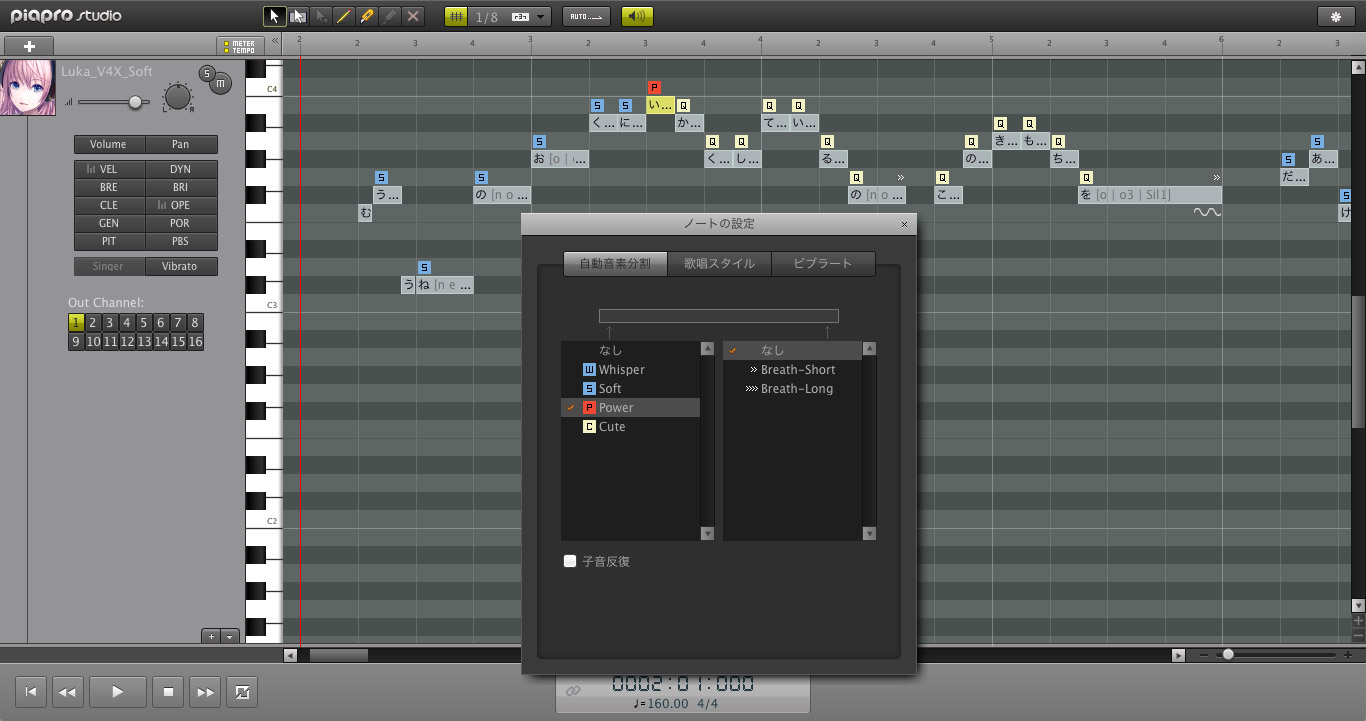 piapro studio
1/8
AUTO
METER
TEMPO
2 2 3 3 2 3 4 4 2 3 5 2 3 4 6 2 3
Luka_V4X_Soft
S
m
L R
Volume Pan
VEL DYN
BRE BRI
CLE OPE
GEN POR
PIT PBS
Singer Vibrato
Out Channel:
1 2 3 4 5 6 7 8
9 10 11 12 13 14 15 16
C4
C3
C2
P
S S Q Q Q
く... に... い... か... て... い...
Q Q
S Q Q Q Q Q S
お き... も...
く... し... る... の... ち... あ...
S S Q » Q Q » S
う... の [n o ... の [n o ... こ... を [o | o3 | Sil1] だ...
む S け
S
う ね [n e ...
ノートの設定 ×
自動音素分割 歌唱スタイル ビブラート
なし
W Whisper
S Soft
P Power
C Cute
なし
» Breath-Short
Breath-Long
子音反復
0002:01:000
♩=160.00 4/4